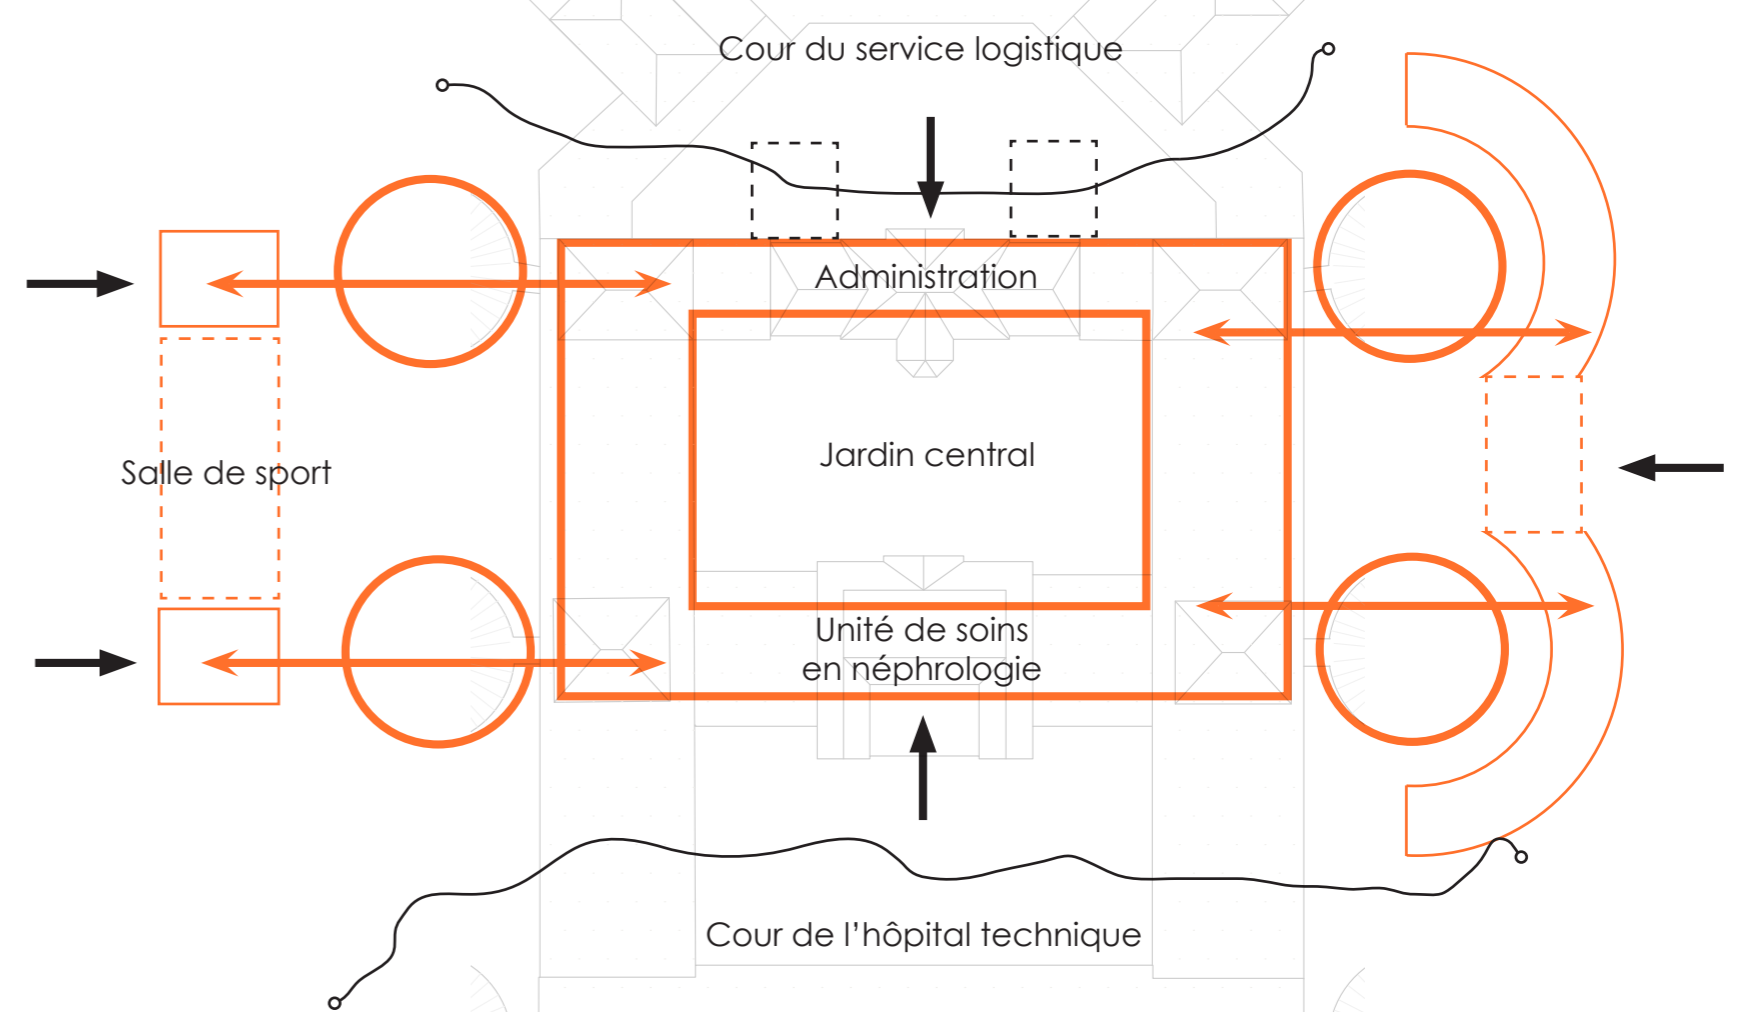 Cour du service logistique
Administration
Jardin central
Salle de sport
Unité de soins
en néphrologie
Cour de l’hôpital technique